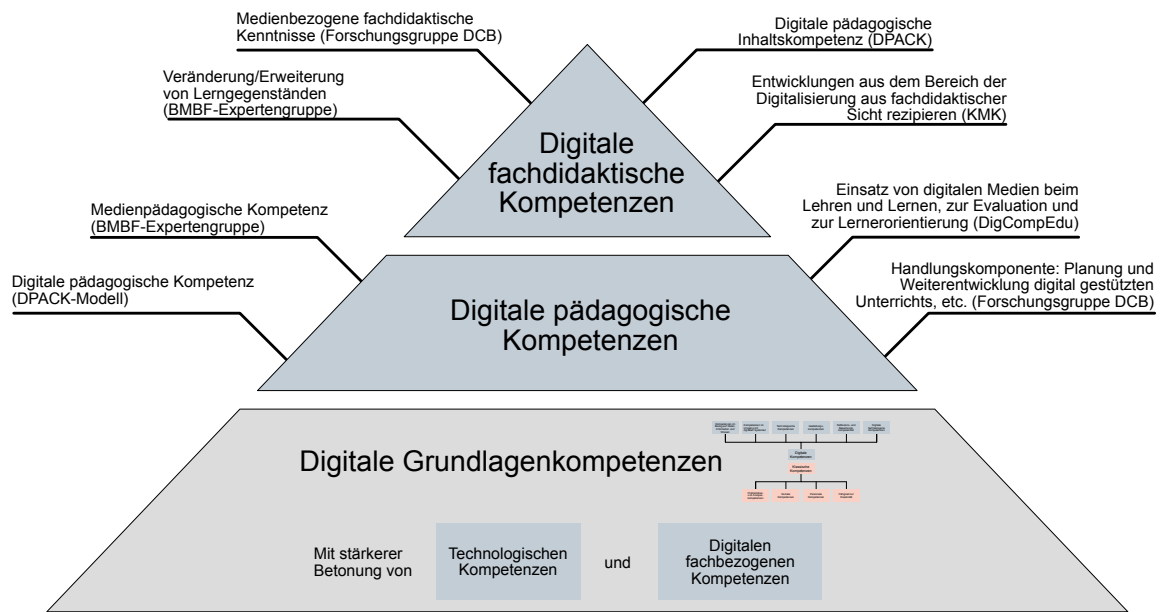 Medienbezogene fachdidaktische
Kenntnisse (Forschungsgruppe DCB)
Digitale pädagogische
Inhaltskompetenz (DPACK)
Veränderung/Erweiterung
von Lerngegenständen
(BMBF-Expertengruppe)
Entwicklungen aus dem Bereich der
Digitalisierung aus fachdidaktischer
Sicht rezipieren (KMK)
Digitale
fachdidaktische
Kompetenzen
Medienpädagogische Kompetenz
(BMBF-Expertengruppe)
Einsatz von digitalen Medien beim
Lehren und Lernen, zur Evaluation und
zur Lernerorientierung (DigCompEdu)
Digitale pädagogische Kompetenz
(DPACK-Modell)
Handlungskomponente: Planung und
Weiterentwicklung digital gestützten
Unterrichts, etc. (Forschungsgruppe DCB)
Digitale pädagogische
Kompetenzen
Digitale Grundlagenkompetenzen
Digitale
Kompetenzen
Klassische
Kompetenzen
Mit stärkerer
Betonung von
Technologischen
Kompetenzen
und
Digitalen
fachbezogenen
Kompetenzen